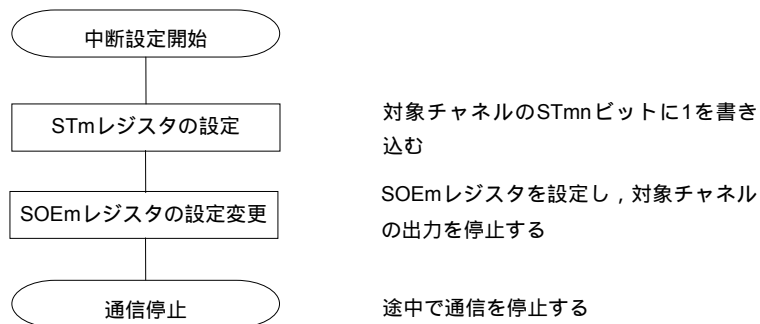 中断設定開始
STmレジスタの設定
対象チャネルのSTmnビットに1を書き
込む
SOEmレジスタの設定変更
SOEmレジスタを設定し，対象チャネル
の出力を停止する
通信停止
途中で通信を停止する